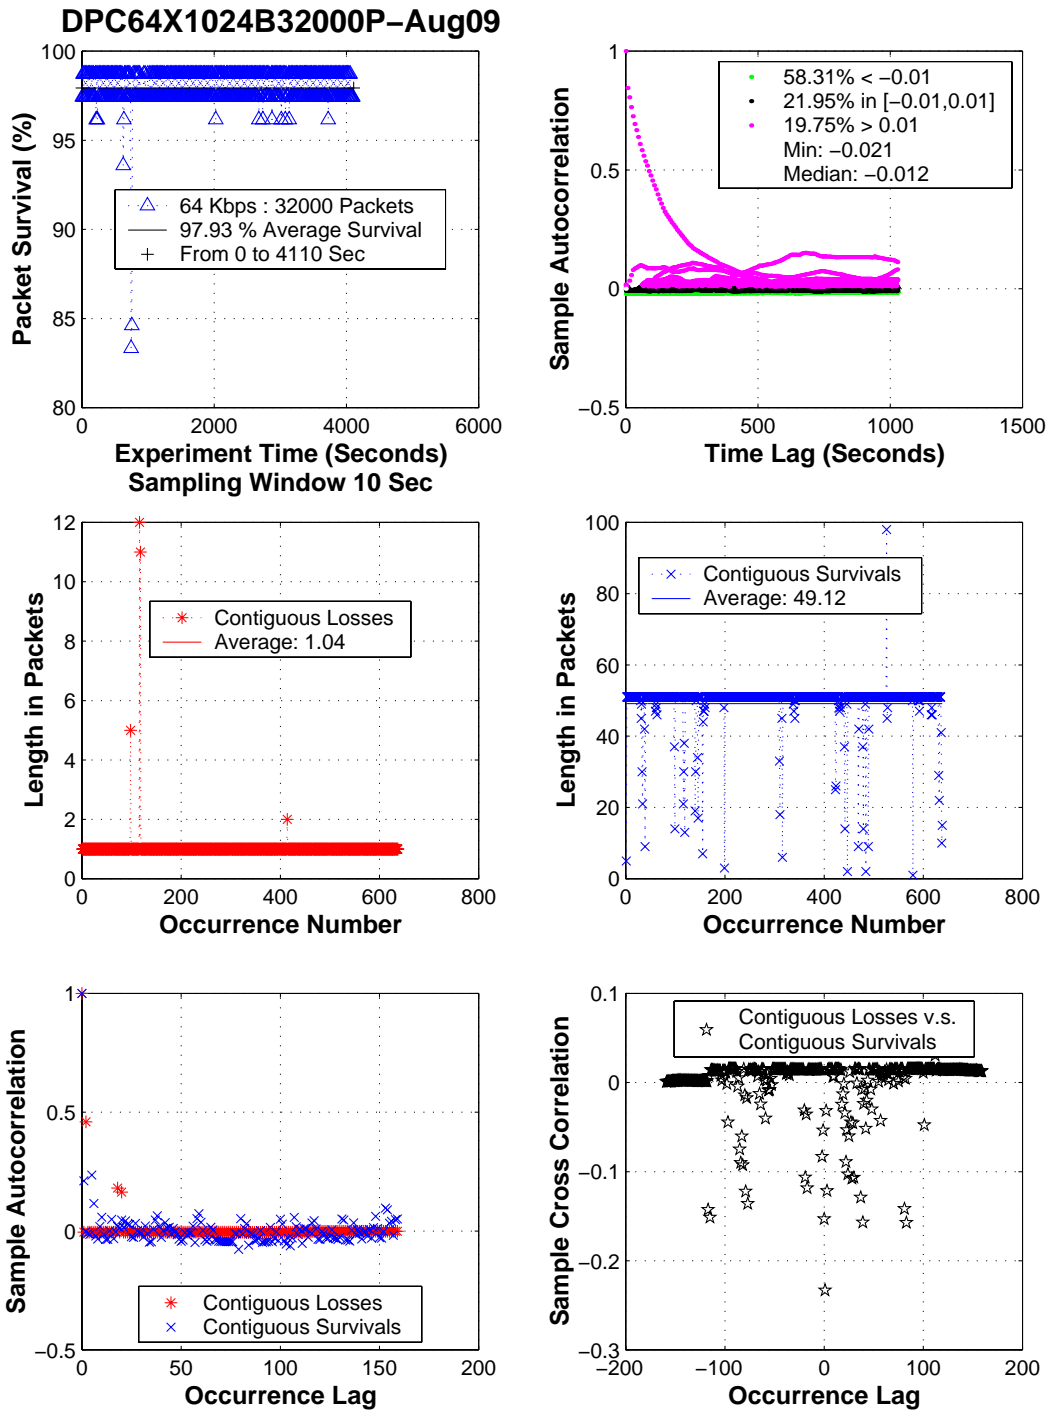 DPC64X1024B32000P−Aug09
100
95
90
85
80
Packet Survival (%)
64 Kbps : 32000 Packets
97.93 % Average Survival
From 0 to 4110 Sec
0
2000
4000
6000
Experiment Time (Seconds)
Sampling Window 10 Sec
1
0.5
0
−0.5
Sample Autocorrelation
58.31% < −0.01
21.95% in [−0.01,0.01]
19.75% > 0.01
Min: −0.021
Median: −0.012
0
500
1000
1500
Time Lag (Seconds)
12
10
8
6
4
2
0
Length in Packets
Contiguous Losses
Average: 1.04
0
200
400
600
800
Occurrence Number
100
80
60
40
20
0
Length in Packets
Contiguous Survivals
Average: 49.12
0
200
400
600
800
Occurrence Number
1
0.5
0
−0.5
Sample Autocorrelation
Contiguous Losses
Contiguous Survivals
0
50
100
150
200
Occurrence Lag
0.1
0
−0.1
−0.2
−0.3
Sample Cross Correlation
Contiguous Losses v.s.
Contiguous Survivals
−200
−100
0
100
200
Occurrence Lag